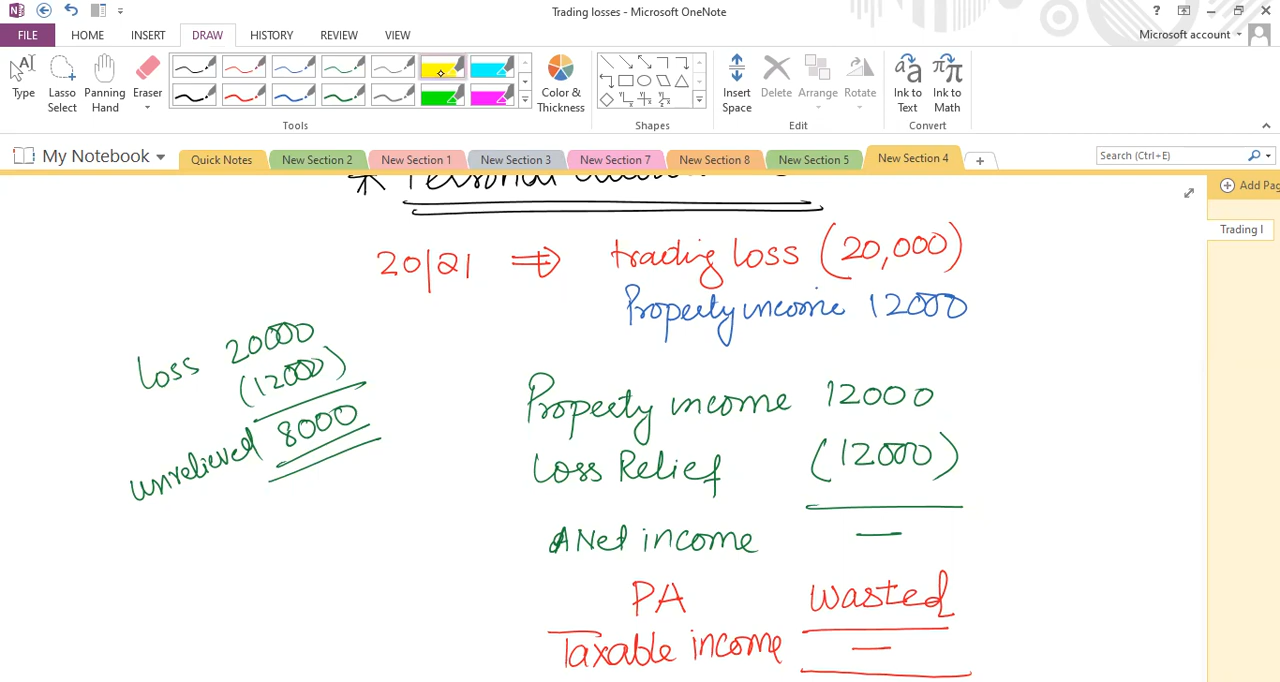 Trading losses - Microsoft OneNote
FILE HOME INSERT DRAW HISTORY REVIEW VIEW
Microsoft account
Type Lasso Select Panning Hand Eraser Color & Thickness Insert Space Delete Arrange Rotate Ink to Text Ink to Math
Tools Shapes Edit Convert
My Notebook Quick Notes New Section 2 New Section 1 New Section 3 New Section 7 New Section 8 New Section 5 New Section 4 Search (Ctrl+E)
Add Pag
Trading l
* Personal
20/21 ⇒ trading loss (20,000)
Property income 12000
loss 20000
(12000)
unrelieved 8000
Property income 12000
Loss Relief (12000)
Net income —
PA Wasted
Taxable income —